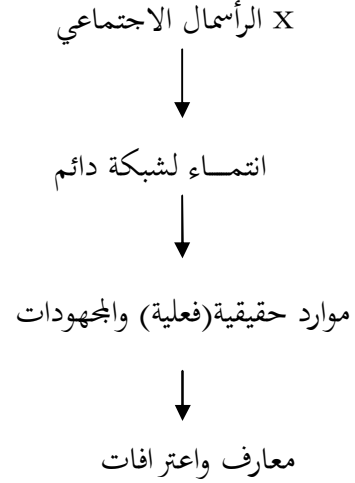 X الرأسمال الاجتماعي
انتمـــاء لشبكة دائم
موارد حقيقية(فعلية) والمجهودات
معارف واعترافات